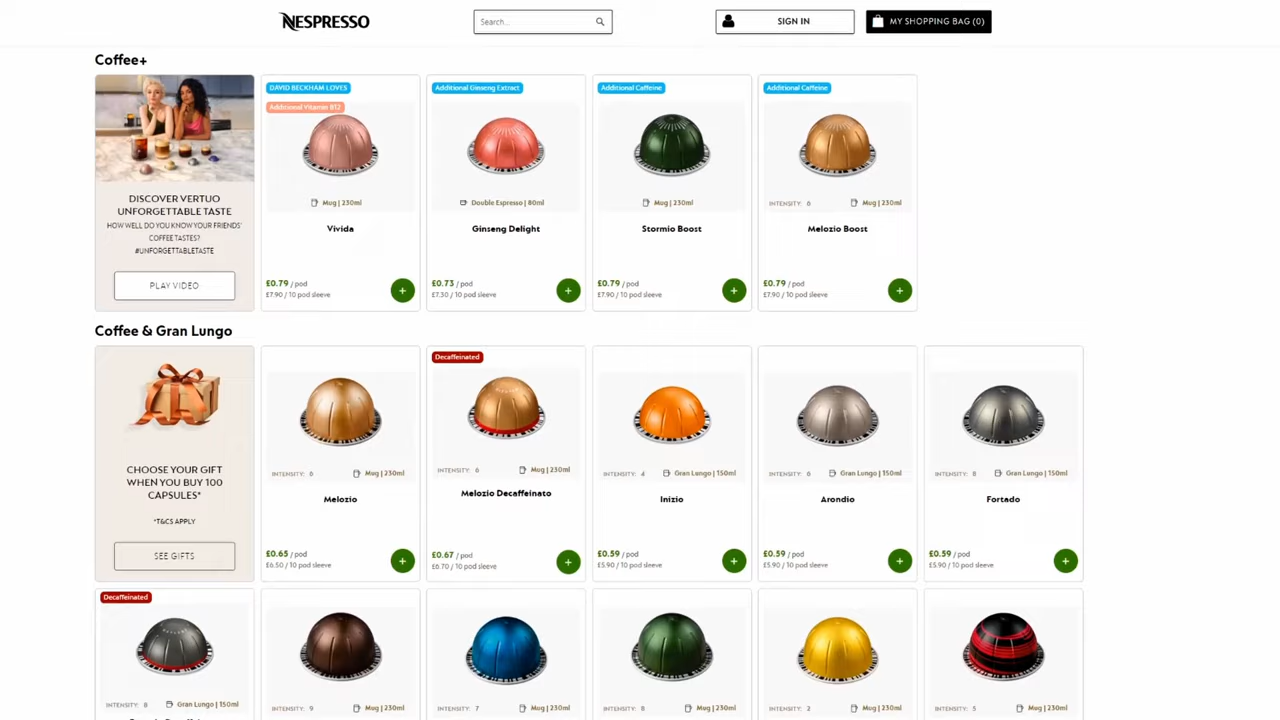 NESPRESSO
Search...
SIGN IN
MY SHOPPING BAG (0)
Coffee+
DISCOVER VERTUO
UNFORGETTABLE TASTE
HOW WELL DO YOU KNOW YOUR FRIENDS'
COFFEE TASTES?
#UNFORGETTABLETASTE
PLAY VIDEO
DAVID BECKHAM LOVES
Additional Vitamin B12
Mug | 230ml
Vivida
£0.79 / pod
£7.90 / 10 pod sleeve
+
Additional Ginseng Extract
Double Espresso | 80ml
Ginseng Delight
£0.73 / pod
£7.30 / 10 pod sleeve
+
Additional Caffeine
Mug | 230ml
Stormio Boost
£0.79 / pod
£7.90 / 10 pod sleeve
+
Additional Caffeine
INTENSITY: 6 Mug | 230ml
Melozio Boost
£0.79 / pod
£7.90 / 10 pod sleeve
+
Coffee & Gran Lungo
CHOOSE YOUR GIFT
WHEN YOU BUY 100
CAPSULES*
*T&CS APPLY
SEE GIFTS
INTENSITY: 6 Mug | 230ml
Melozio
£0.65 / pod
£6.50 / 10 pod sleeve
+
Decaffeinated
INTENSITY: 6 Mug | 230ml
Melozio Decaffeinato
£0.67 / pod
£6.70 / 10 pod sleeve
+
INTENSITY: 4 Gran Lungo | 150ml
Inizio
£0.59 / pod
£5.90 / 10 pod sleeve
+
INTENSITY: 6 Gran Lungo | 150ml
Arondio
£0.59 / pod
£5.90 / 10 pod sleeve
+
INTENSITY: 8 Gran Lungo | 150ml
Fortado
£0.59 / pod
£5.90 / 10 pod sleeve
+
Decaffeinated
INTENSITY: 8 Gran Lungo | 150ml
INTENSITY: 9 Mug | 230ml
INTENSITY: 7 Mug | 230ml
INTENSITY: 8 Mug | 230ml
INTENSITY: 2 Mug | 230ml
INTENSITY: 5 Mug | 230ml